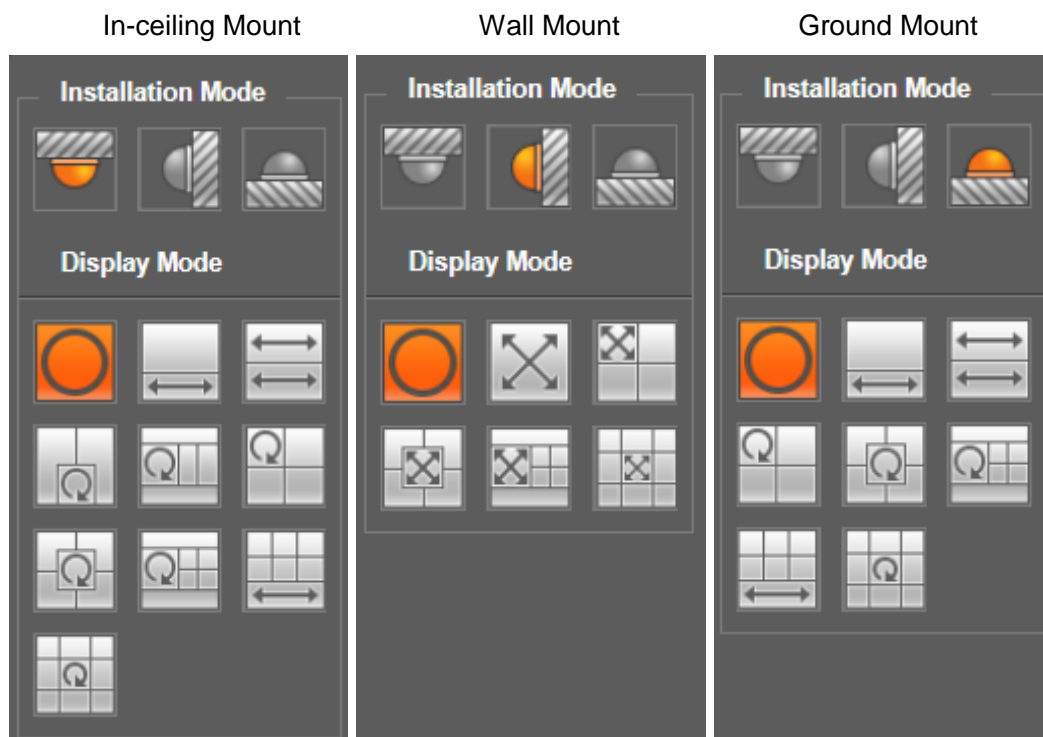 In-ceiling Mount
Wall Mount
Ground Mount
Installation Mode
Installation Mode
Installation Mode
Display Mode
Display Mode
Display Mode